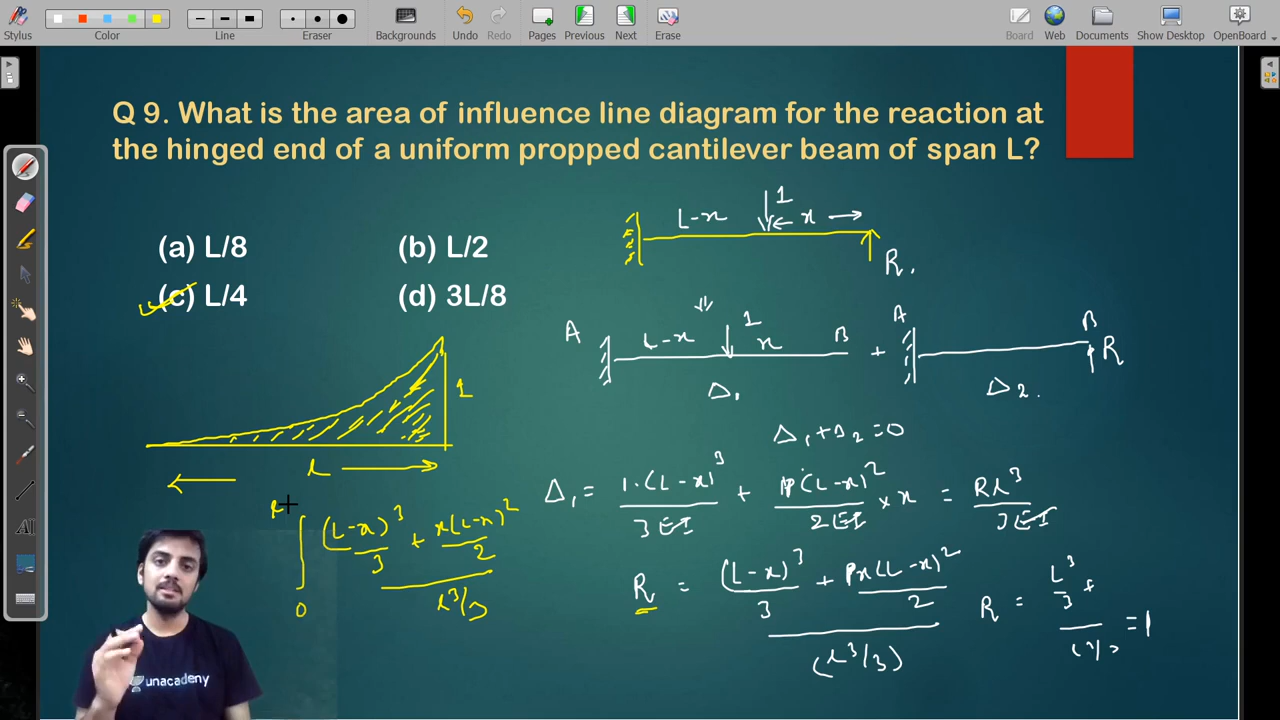 Stylus Color Line Eraser Backgrounds Undo Redo Pages Previous Next Erase Board Web Documents Show Desktop OpenBoard
Q 9. What is the area of influence line diagram for the reaction at
the hinged end of a uniform propped cantilever beam of span L?
(a) L/8 (b) L/2
(c) L/4 (d) 3L/8
L-x 1 x
R.
A L-x 1 x B + A B R
Δ₁ Δ₂.
1
L
Δ₁+Δ₂=0
Δ₁ = 1·(L-x)³/3EI + (L-x)²/2EI × x = RL³/3EI
∫ 0 (L-x)³/3 + x(L-x)²/2
L³/3
R = (L-x)³/3 + Px(L-x)²/2
(L³/3)
R = L³/3 +
= 1
unacademy